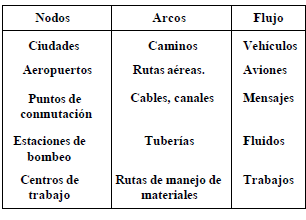 Nodos Arcos Flujo
Ciudades Caminos Vehículos
Aeropuertos Rutas aéreas. Aviones
Puntos de conmutación Cables, canales Mensajes
Estaciones de bombeo Tuberías Fluidos
Centros de trabajo Rutas de manejo de materiales Trabajos